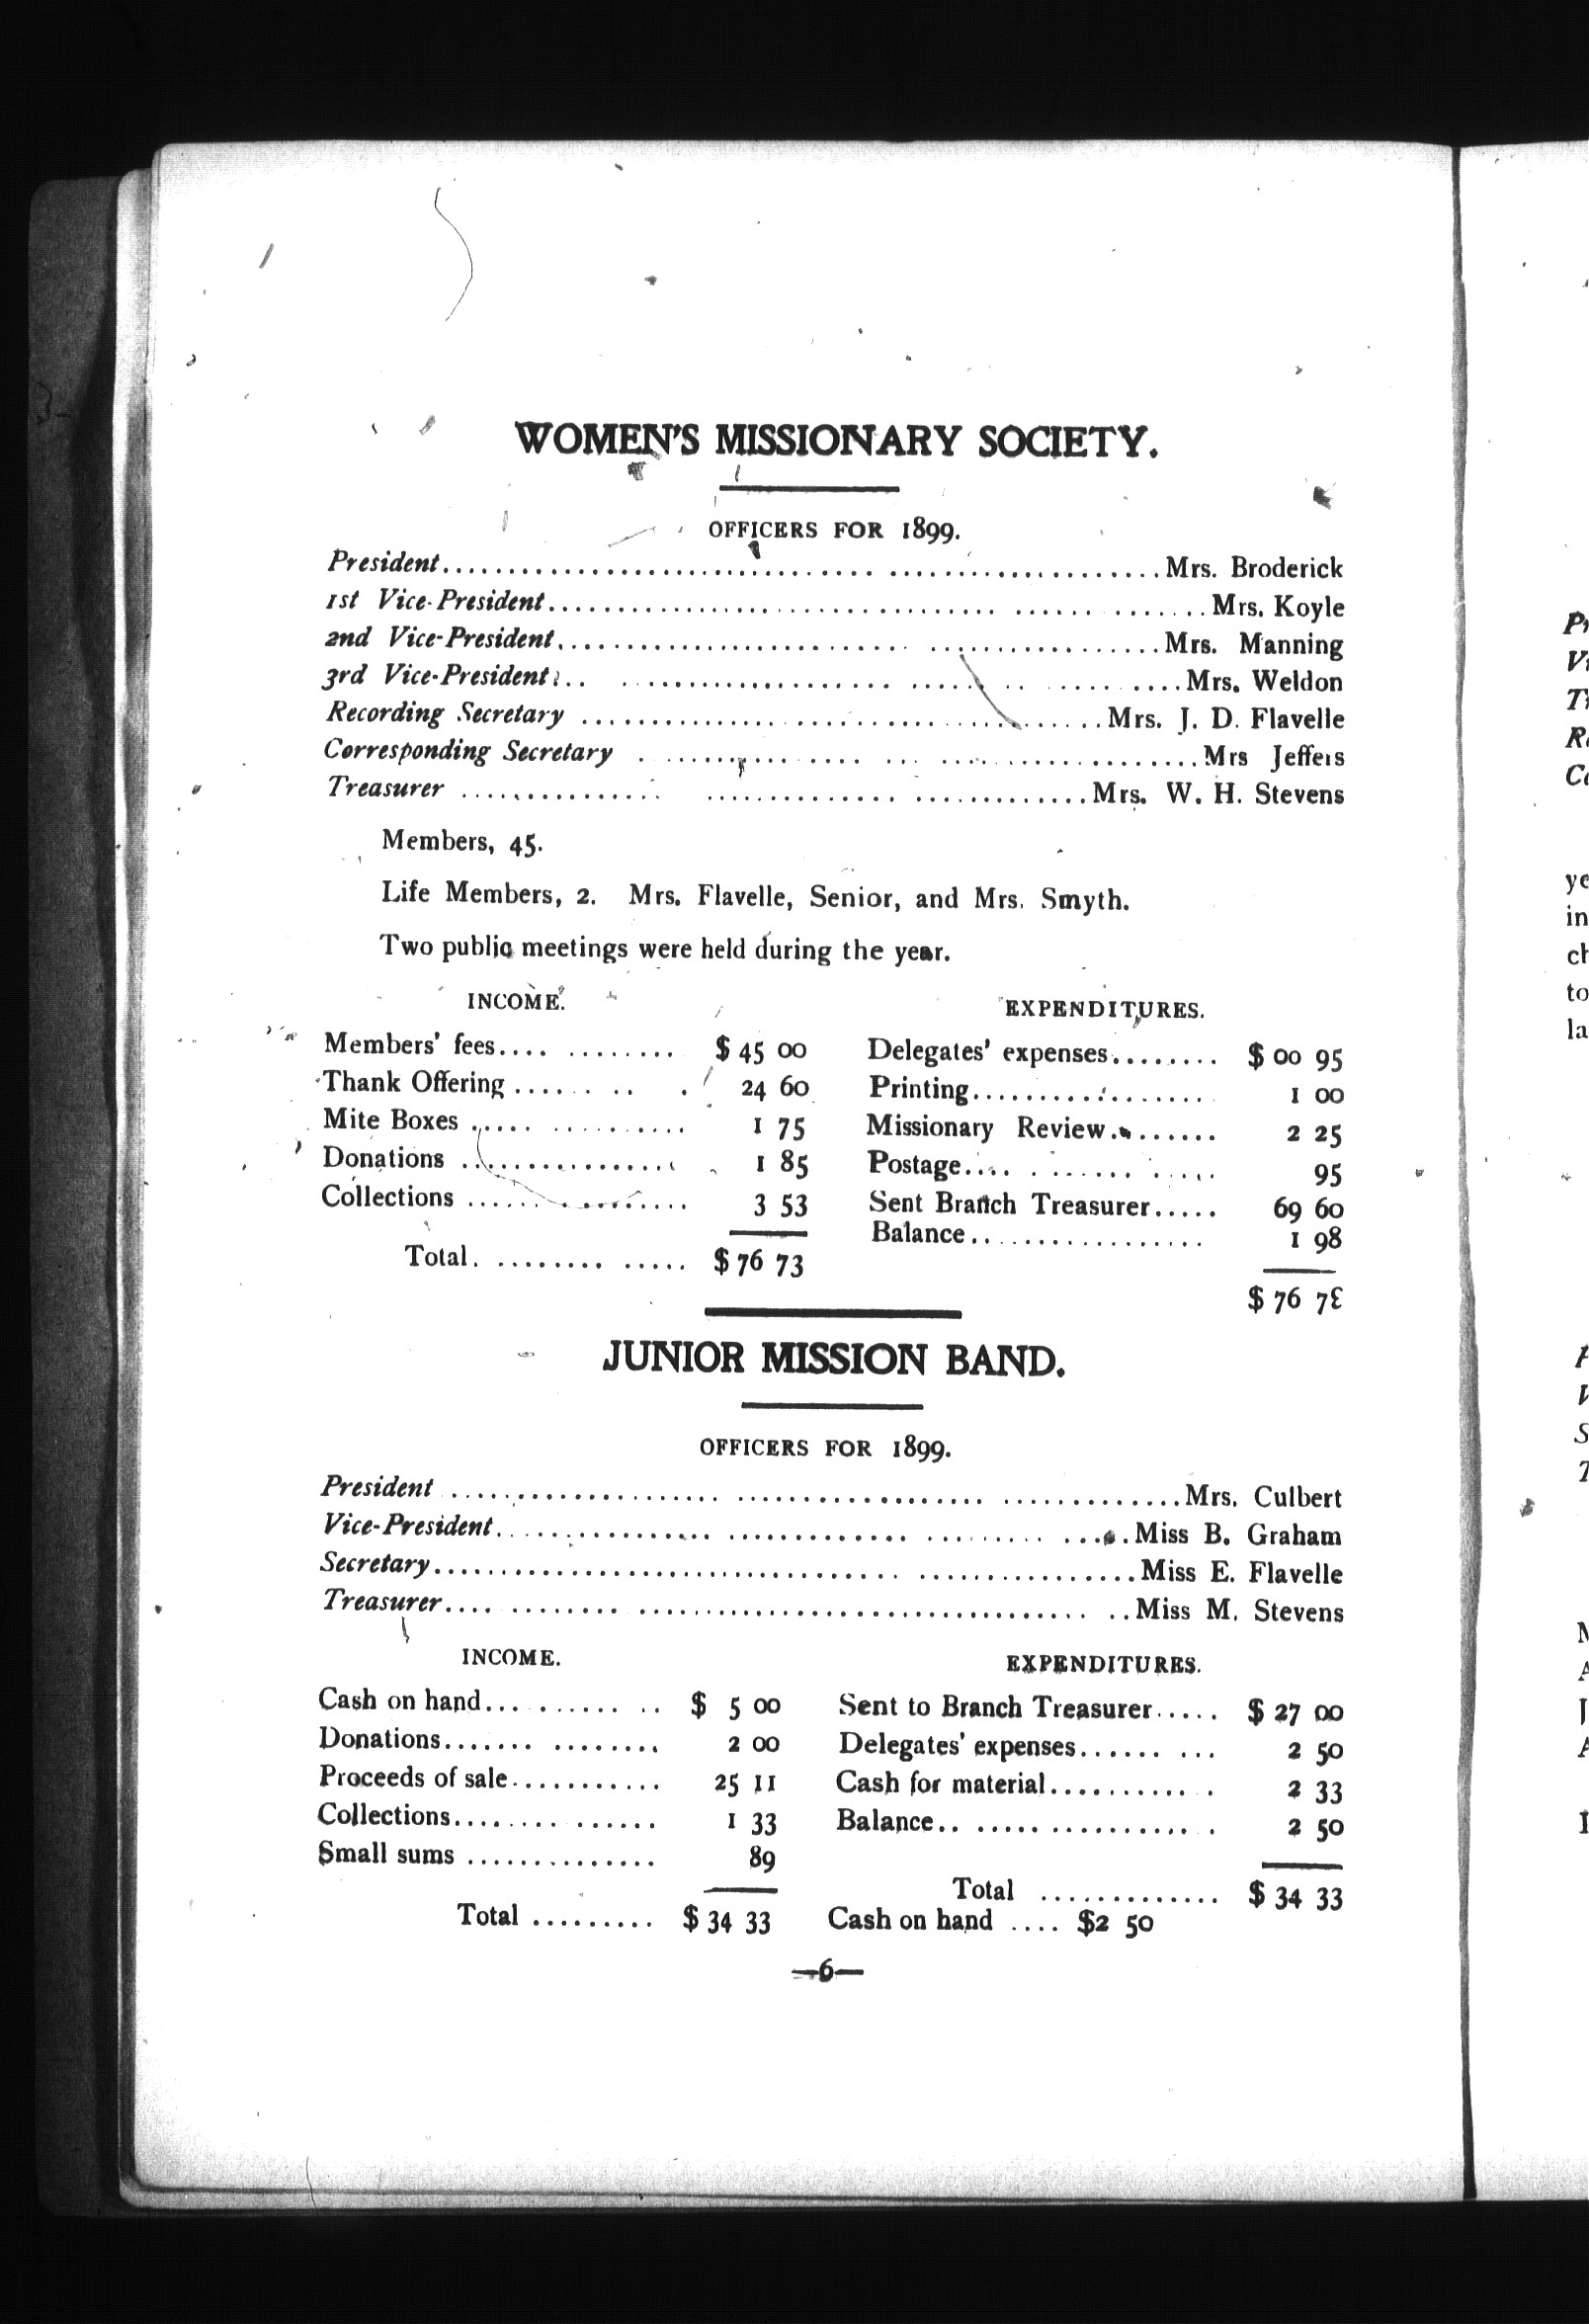 WOMEN'S MISSIONARY SOCIETY.
OFFICERS FOR 1899.
President.......... Mrs. Broderick
1st Vice-President.......... Mrs. Koyle
2nd Vice-President.......... Mrs. Manning
3rd Vice-President.......... Mrs. Weldon
Recording Secretary .......... Mrs. J. D. Flavelle
Corresponding Secretary .......... Mrs Jeffers
Treasurer .......... Mrs. W. H. Stevens
Members, 45.
Life Members, 2. Mrs. Flavelle, Senior, and Mrs. Smyth.
Two public meetings were held during the year.
INCOME.
Members' fees.......... $ 45 00
Thank Offering .......... 24 60
Mite Boxes .......... 1 75
Donations .......... 1 85
Collections .......... 3 53
Total.......... $ 76 73
EXPENDITURES.
Delegates' expenses.......... $ 00 95
Printing.......... 1 00
Missionary Review.......... 2 25
Postage.......... 95
Sent Branch Treasurer..... 69 60
Balance.......... 1 98
$ 76 73
JUNIOR MISSION BAND.
OFFICERS FOR 1899.
President .......... Mrs. Culbert
Vice-President.......... Miss B. Graham
Secretary.......... Miss E. Flavelle
Treasurer.......... Miss M. Stevens
INCOME.
Cash on hand.......... $ 5 00
Donations.......... 2 00
Proceeds of sale.......... 25 11
Collections.......... 1 33
Small sums .......... 89
Total ......... $ 34 33
EXPENDITURES.
Sent to Branch Treasurer..... $ 27 00
Delegates' expenses.......... 2 50
Cash for material.......... 2 33
Balance.......... 2 50
Total .......... $ 34 33
Cash on hand .... $2 50
—6—